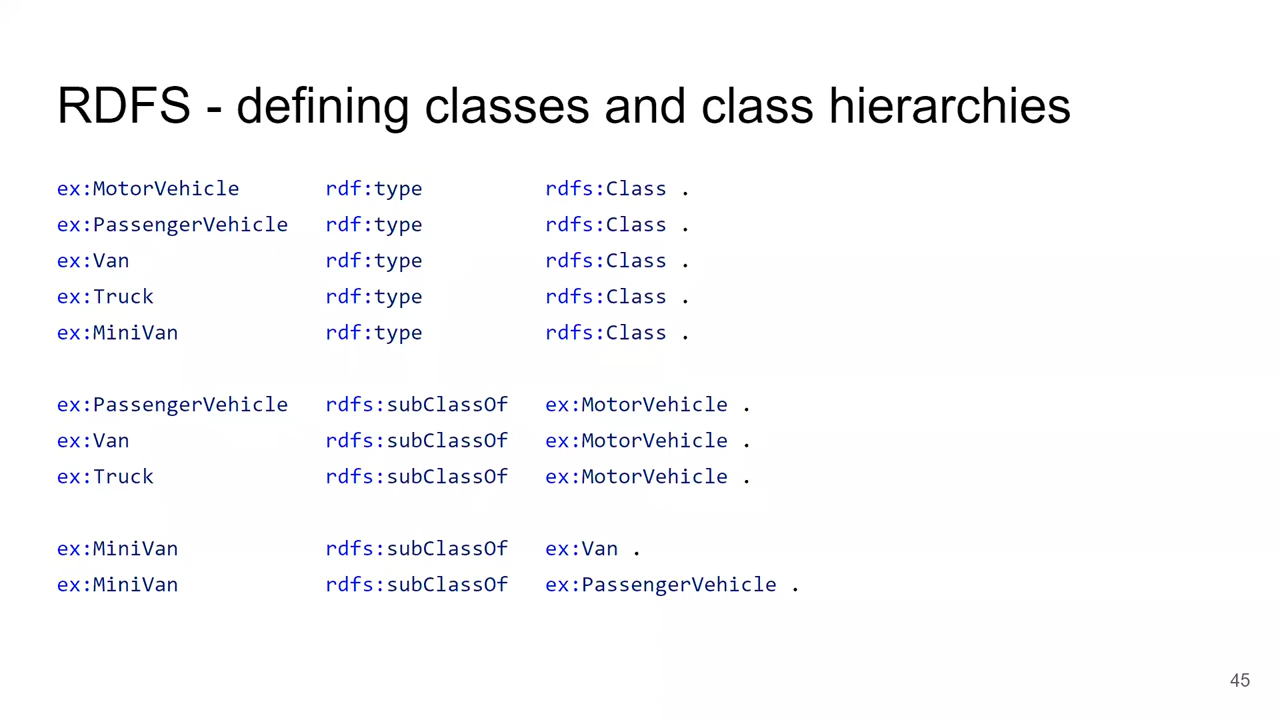 RDFS - defining classes and class hierarchies
ex:MotorVehicle rdf:type rdfs:Class .
ex:PassengerVehicle rdf:type rdfs:Class .
ex:Van rdf:type rdfs:Class .
ex:Truck rdf:type rdfs:Class .
ex:MiniVan rdf:type rdfs:Class .
ex:PassengerVehicle rdfs:subClassOf ex:MotorVehicle .
ex:Van rdfs:subClassOf ex:MotorVehicle .
ex:Truck rdfs:subClassOf ex:MotorVehicle .
ex:MiniVan rdfs:subClassOf ex:Van .
ex:MiniVan rdfs:subClassOf ex:PassengerVehicle .
45